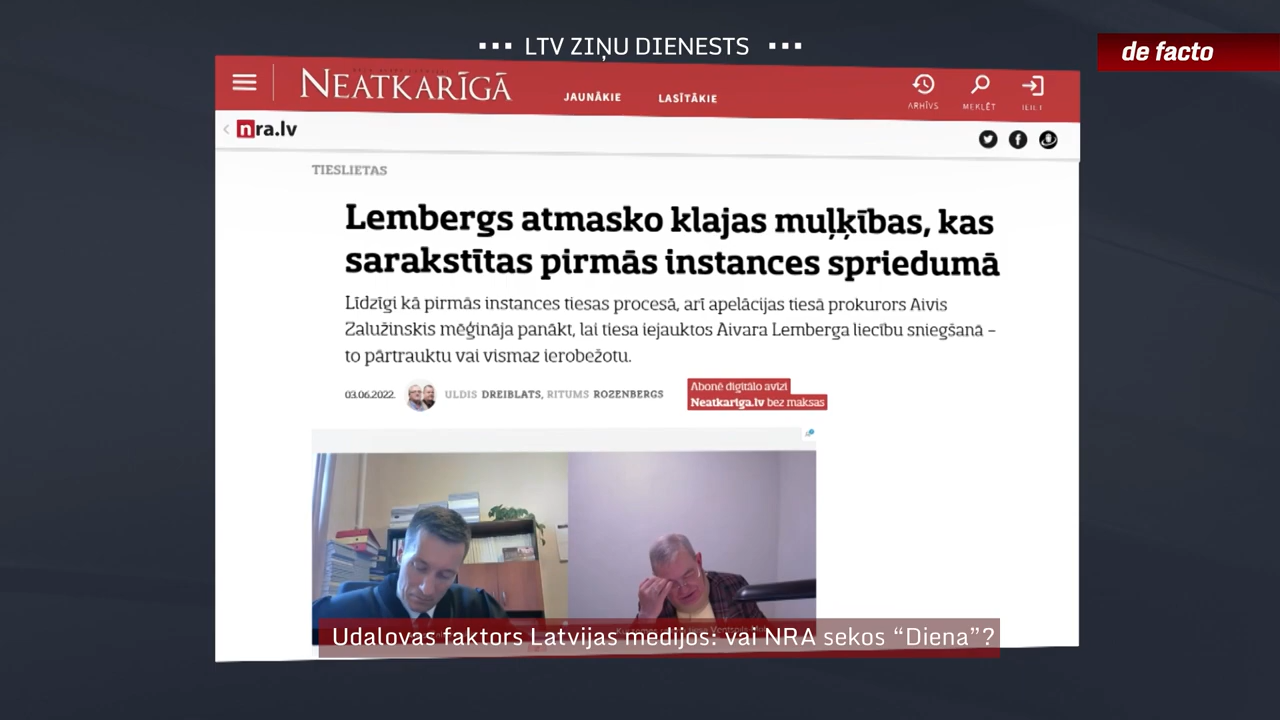 LTV ZIŅU DIENESTS
de facto
NEATKARĪGĀ
JAUNĀKIE
LASĪTĀKIE
ARHĪVS
MEKLĒT
nra.lv
TIESLIETAS
Lembergs atmasko klajas muļķības, kas
sarakstītas pirmās instances spriedumā
Līdzīgi kā pirmās instances tiesas procesā, arī apelācijas tiesā prokurors Aivis
Zalužinskis mēģināja panākt, lai tiesa iejauktos Aivara Lemberga liecību sniegšanā –
to pārtrauktu vai vismaz ierobežotu.
03.06.2022. ULDIS DREIBLATS, RITUMS ROZENBERGS
Abonē digitālo avīzi
Neatkariga.lv bez maksas
Udalovas faktors Latvijas medijos: vai NRA sekos “Diena”?